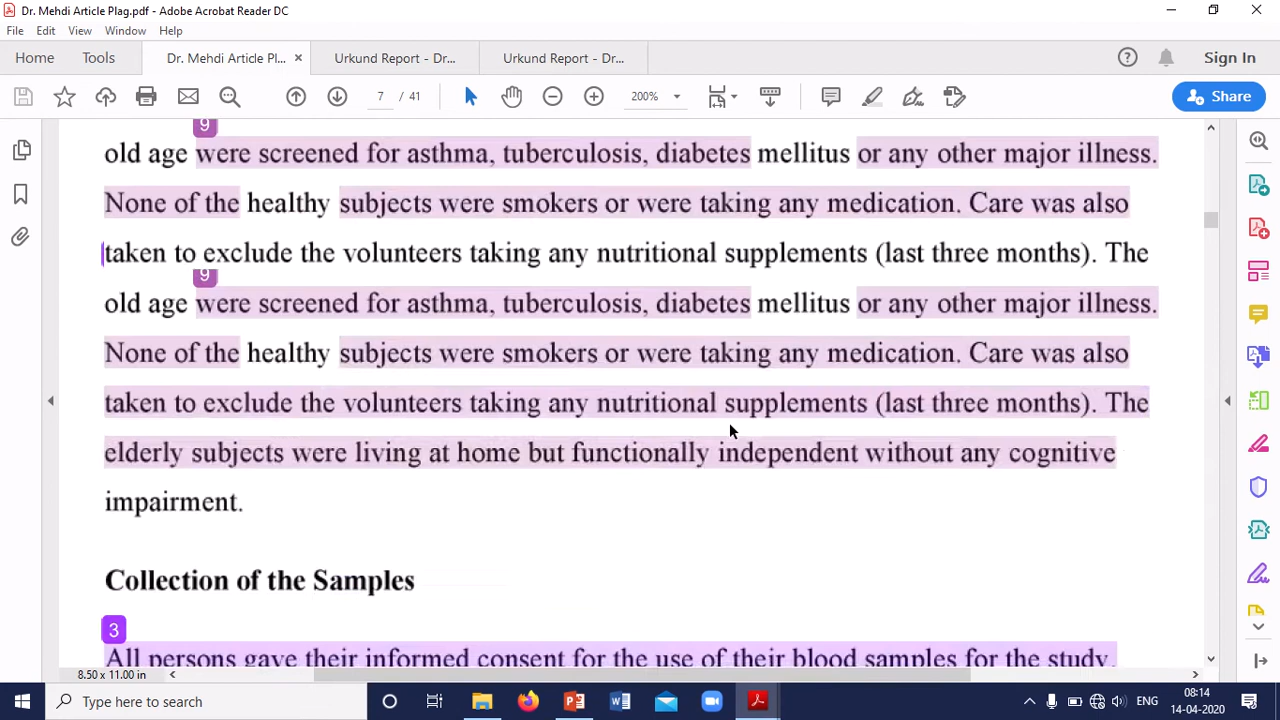 Dr. Mehdi Article Plag.pdf - Adobe Acrobat Reader DC
File Edit View Window Help
Home Tools Dr. Mehdi Article Pl... × Urkund Report - Dr... Urkund Report - Dr... Sign In
7 / 41 200% Share
9
old age were screened for asthma, tuberculosis, diabetes mellitus or any other major illness.
None of the healthy subjects were smokers or were taking any medication. Care was also
taken to exclude the volunteers taking any nutritional supplements (last three months). The
9
old age were screened for asthma, tuberculosis, diabetes mellitus or any other major illness.
None of the healthy subjects were smokers or were taking any medication. Care was also
taken to exclude the volunteers taking any nutritional supplements (last three months). The
elderly subjects were living at home but functionally independent without any cognitive
impairment.
Collection of the Samples
3
All persons gave their informed consent for the use of their blood samples for the study.
8.50 x 11.00 in
Type here to search
ENG
08:14
14-04-2020